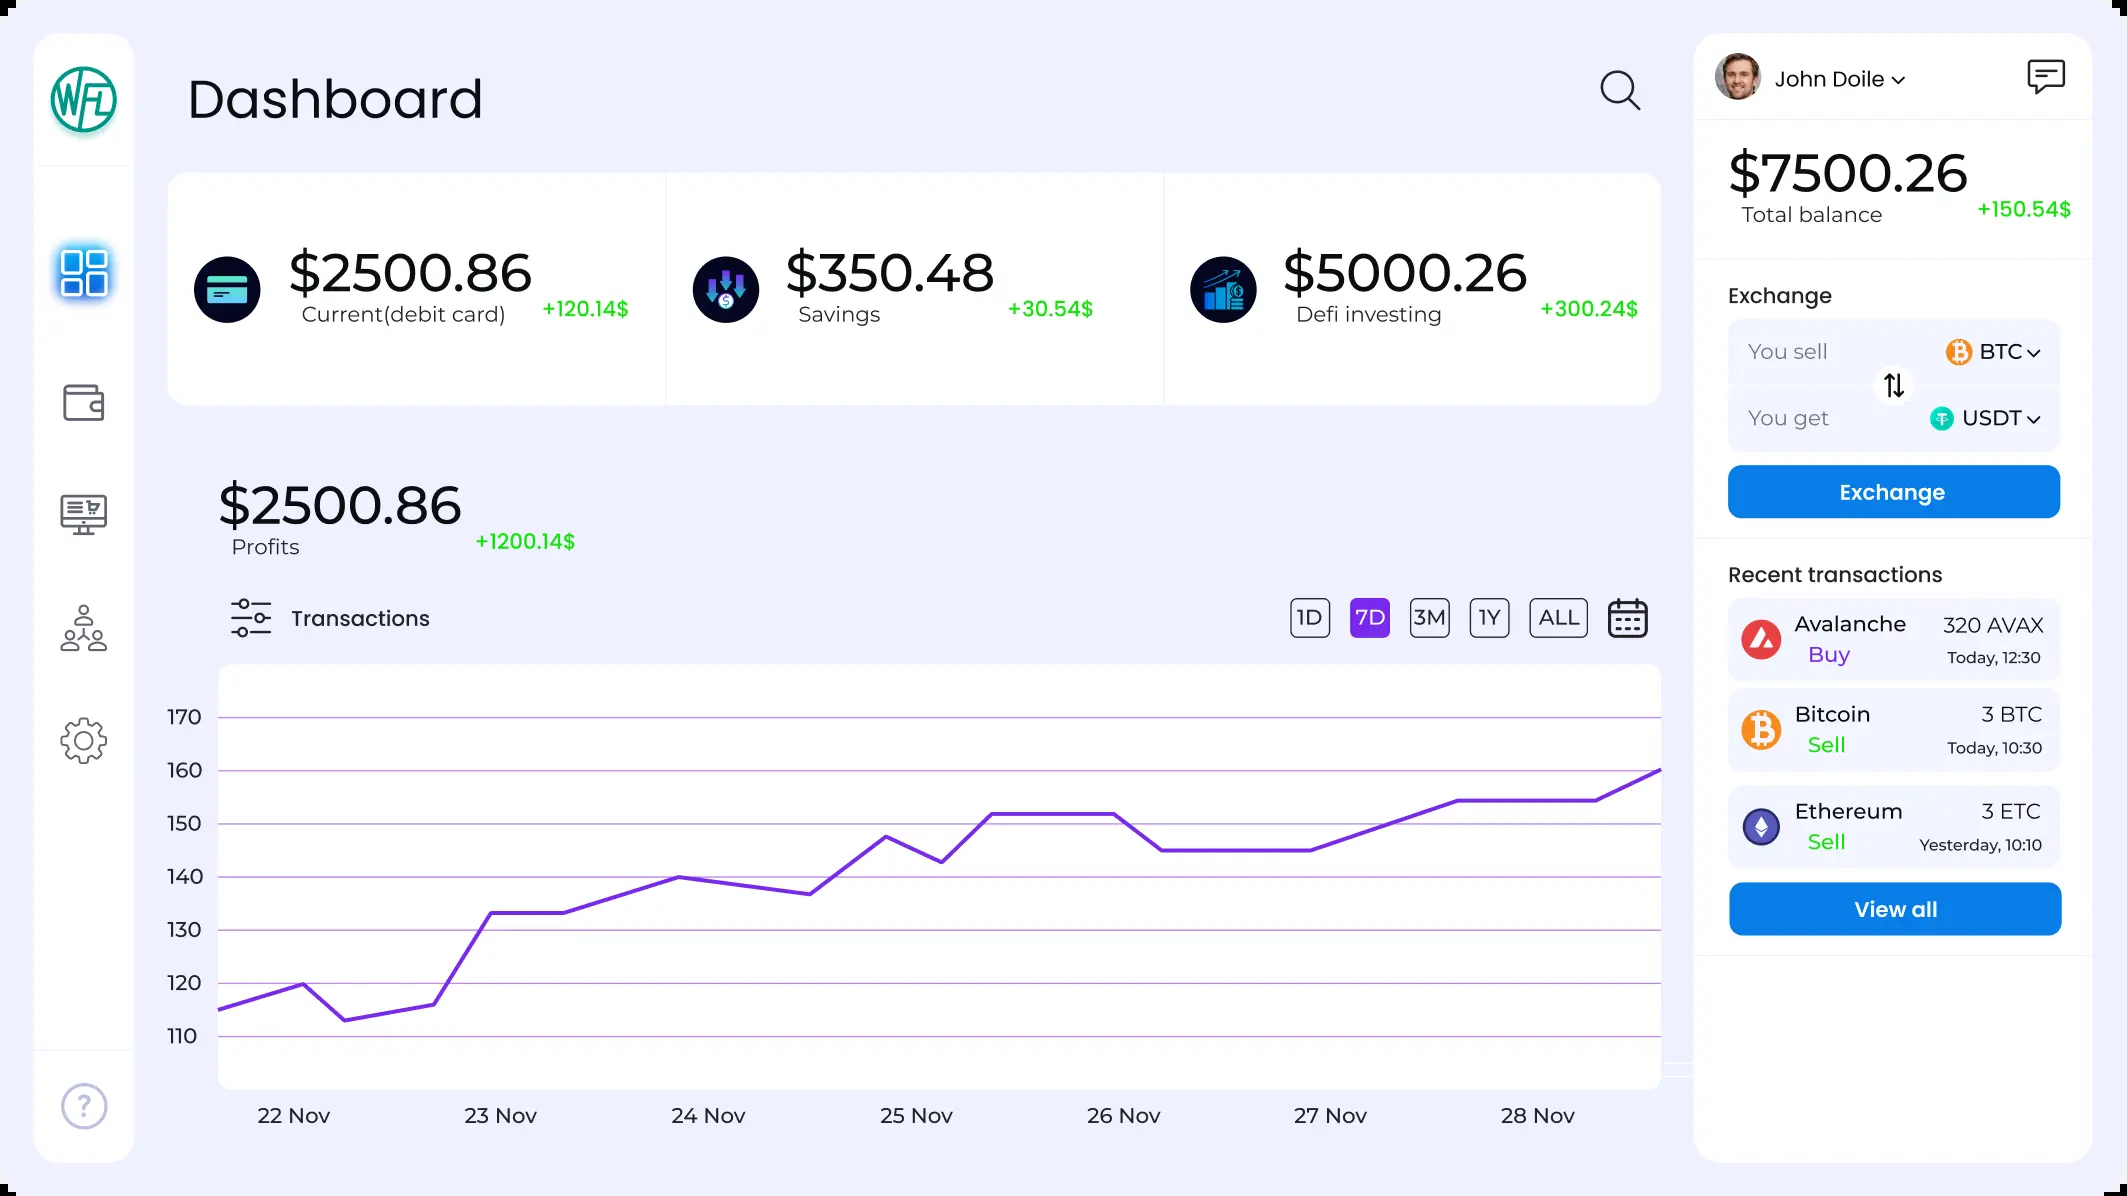 WFL
Dashboard
$2500.86
Current(debit card)
+120.14$
$350.48
Savings
+30.54$
$5000.26
Defi investing
+300.24$
$2500.86
Profits
+1200.14$
Transactions
1D
7D
3M
1Y
ALL
170
160
150
140
130
120
110
22 Nov
23 Nov
24 Nov
25 Nov
26 Nov
27 Nov
28 Nov
?
John Doile
$7500.26
Total balance
+150.54$
Exchange
You sell
BTC
You get
USDT
Exchange
Recent transactions
Avalanche
320 AVAX
Buy
Today, 12:30
Bitcoin
3 BTC
Sell
Today, 10:30
Ethereum
3 ETC
Sell
Yesterday, 10:10
View all